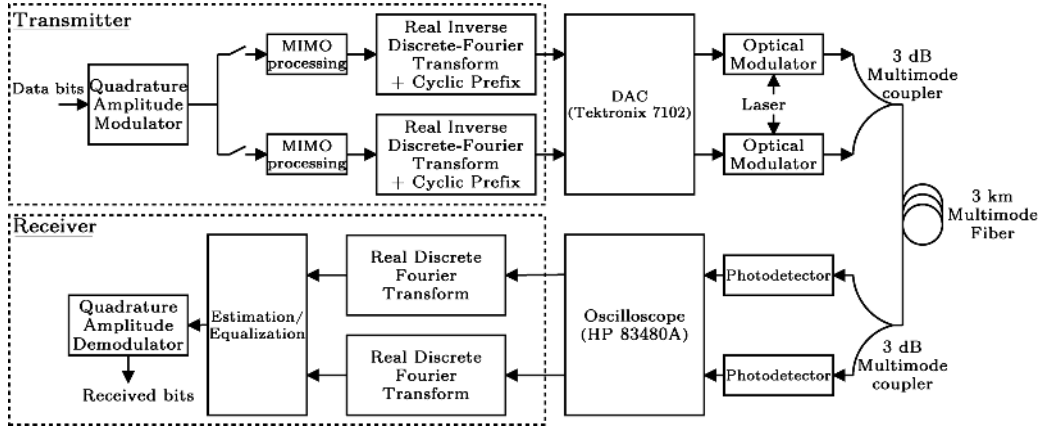 Transmitter
Data bits
Quadrature
Amplitude
Modulator
MIMO
processing
Real Inverse
Discrete-Fourier
Transform
+ Cyclic Prefix
MIMO
processing
Real Inverse
Discrete-Fourier
Transform
+ Cyclic Prefix
DAC
(Tektronix 7102)
Optical
Modulator
Laser
Optical
Modulator
3 dB
Multimode
coupler
3 km
Multimode
Fiber
Receiver
Quadrature
Amplitude
Demodulator
Received bits
Estimation/
Equalization
Real Discrete
Fourier
Transform
Real Discrete
Fourier
Transform
Oscilloscope
(HP 83480A)
Photodetector
Photodetector
3 dB
Multimode
coupler